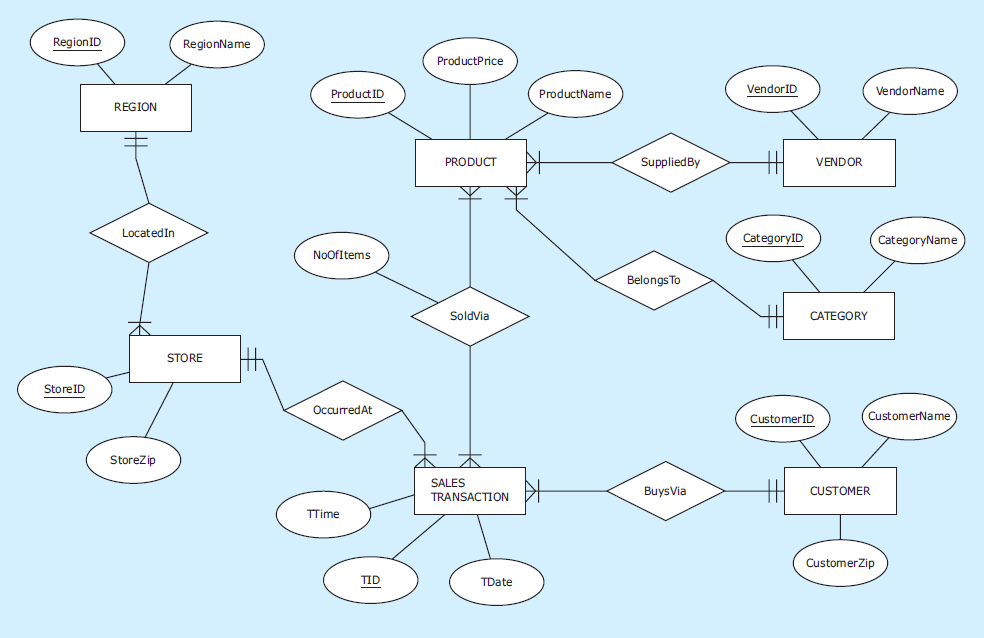 RegionID
RegionName
REGION
ProductPrice
ProductID
ProductName
PRODUCT
SuppliedBy
VendorID
VendorName
VENDOR
LocatedIn
NoOfItems
SoldVia
BelongsTo
CategoryID
CategoryName
CATEGORY
STORE
StoreID
StoreZip
OccurredAt
SALES
TRANSACTION
TTime
TID
TDate
BuysVia
CustomerID
CustomerName
CUSTOMER
CustomerZip